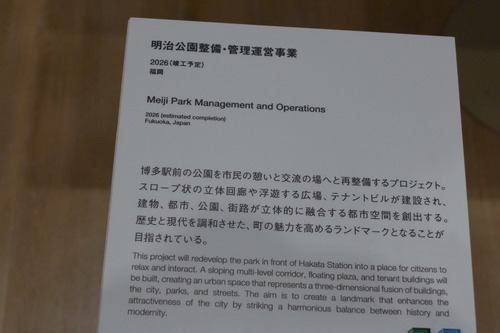 明治公園整備・管理運営事業
2026(竣工予定)
福岡
Meiji Park Management and Operations
2026 (estimated completion)
Fukuoka, Japan
博多駅前の公園を市民の憩いと交流の場へと再整備するプロジェクト。
スロープ状の立体回廊や浮遊する広場、テナントビルが建設され、
建物、都市、公園、街路が立体的に融合する都市空間を創出する。
歴史と現代を調和させた、町の魅力を高めるランドマークとなることが
目指されている。
This project will redevelop the park in front of Hakata Station into a place for citizens to
relax and interact. A sloping multi-level corridor, floating plaza, and tenant buildings will
be built, creating an urban space that represents a three-dimensional fusion of buildings,
the city, parks, and streets. The aim is to create a landmark that enhances the
attractiveness of the city by striking a harmonious balance between history and
modernity.